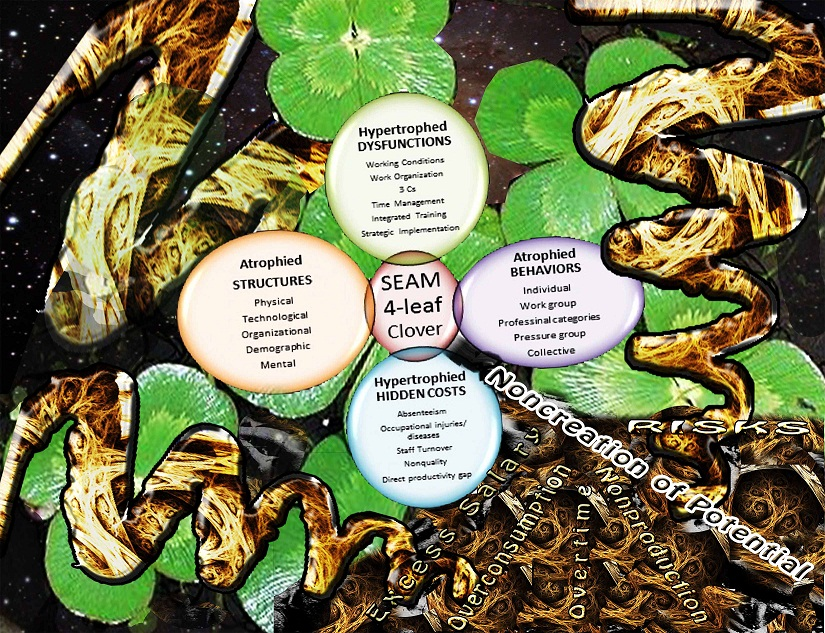 Hypertrophed
DYSFUNCTIONS
Working Conditions
Work Organization
3 Cs
Time Management
Integrated Training
Strategic Implementation
Atrophied
STRUCTURES
Physical
Technological
Organizational
Demographic
Mental
SEAM
4-leaf
Clover
Atrophied
BEHAVIORS
Individual
Work group
Professinal categories
Pressure group
Collective
Hypertrophied
HIDDEN COSTS
Absenteeism
Occupational injuries/
diseases
Staff Turnover
Nonquality
Direct productivity gap
Noncreation of Potential
RISKS
Excess Salary
Overconsumption
Overtime
Nonproduction